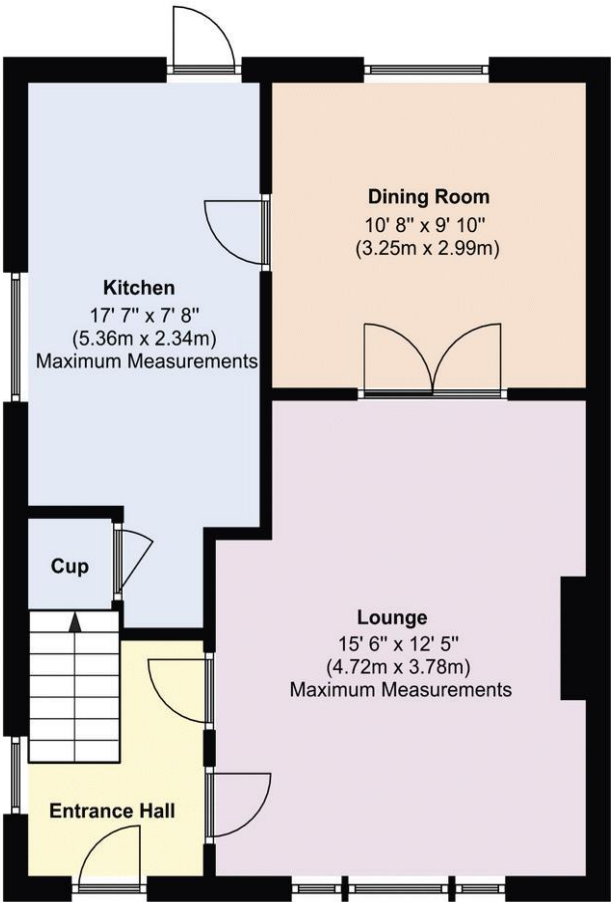 Dining Room
10' 8" x 9' 10"
(3.25m x 2.99m)
Kitchen
17' 7" x 7' 8"
(5.36m x 2.34m)
Maximum Measurements
Cup
Lounge
15' 6" x 12' 5"
(4.72m x 3.78m)
Maximum Measurements
Entrance Hall